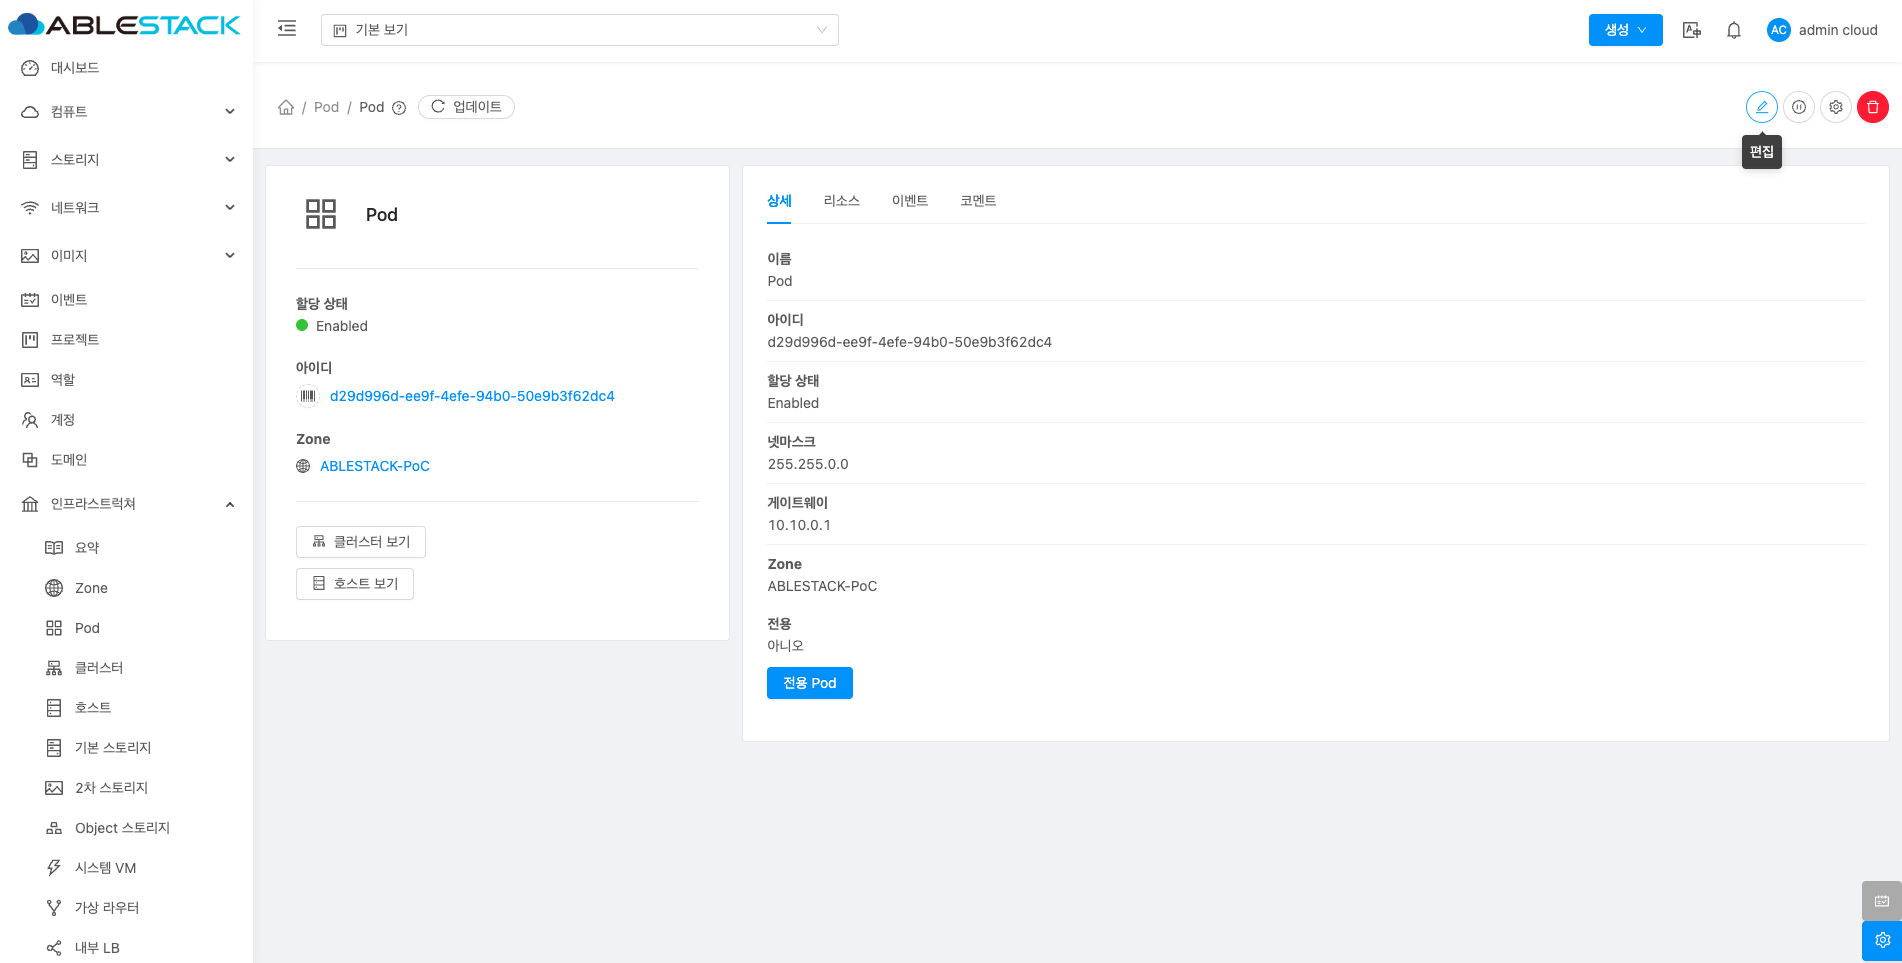 ABLESTACK
기본 보기
생성
AC
admin cloud
대시보드
컴퓨트
스토리지
네트워크
이미지
이벤트
프로젝트
역할
계정
도메인
인프라스트럭쳐
요약
Zone
Pod
클러스터
호스트
기본 스토리지
2차 스토리지
Object 스토리지
시스템 VM
가상 라우터
내부 LB
/ Pod / Pod
업데이트
편집
Pod
할당 상태
Enabled
아이디
d29d996d-ee9f-4efe-94b0-50e9b3f62dc4
Zone
ABLESTACK-PoC
클러스터 보기
호스트 보기
상세 리소스 이벤트 코멘트
이름
Pod
아이디
d29d996d-ee9f-4efe-94b0-50e9b3f62dc4
할당 상태
Enabled
넷마스크
255.255.0.0
게이트웨이
10.10.0.1
Zone
ABLESTACK-PoC
전용
아니오
전용 Pod